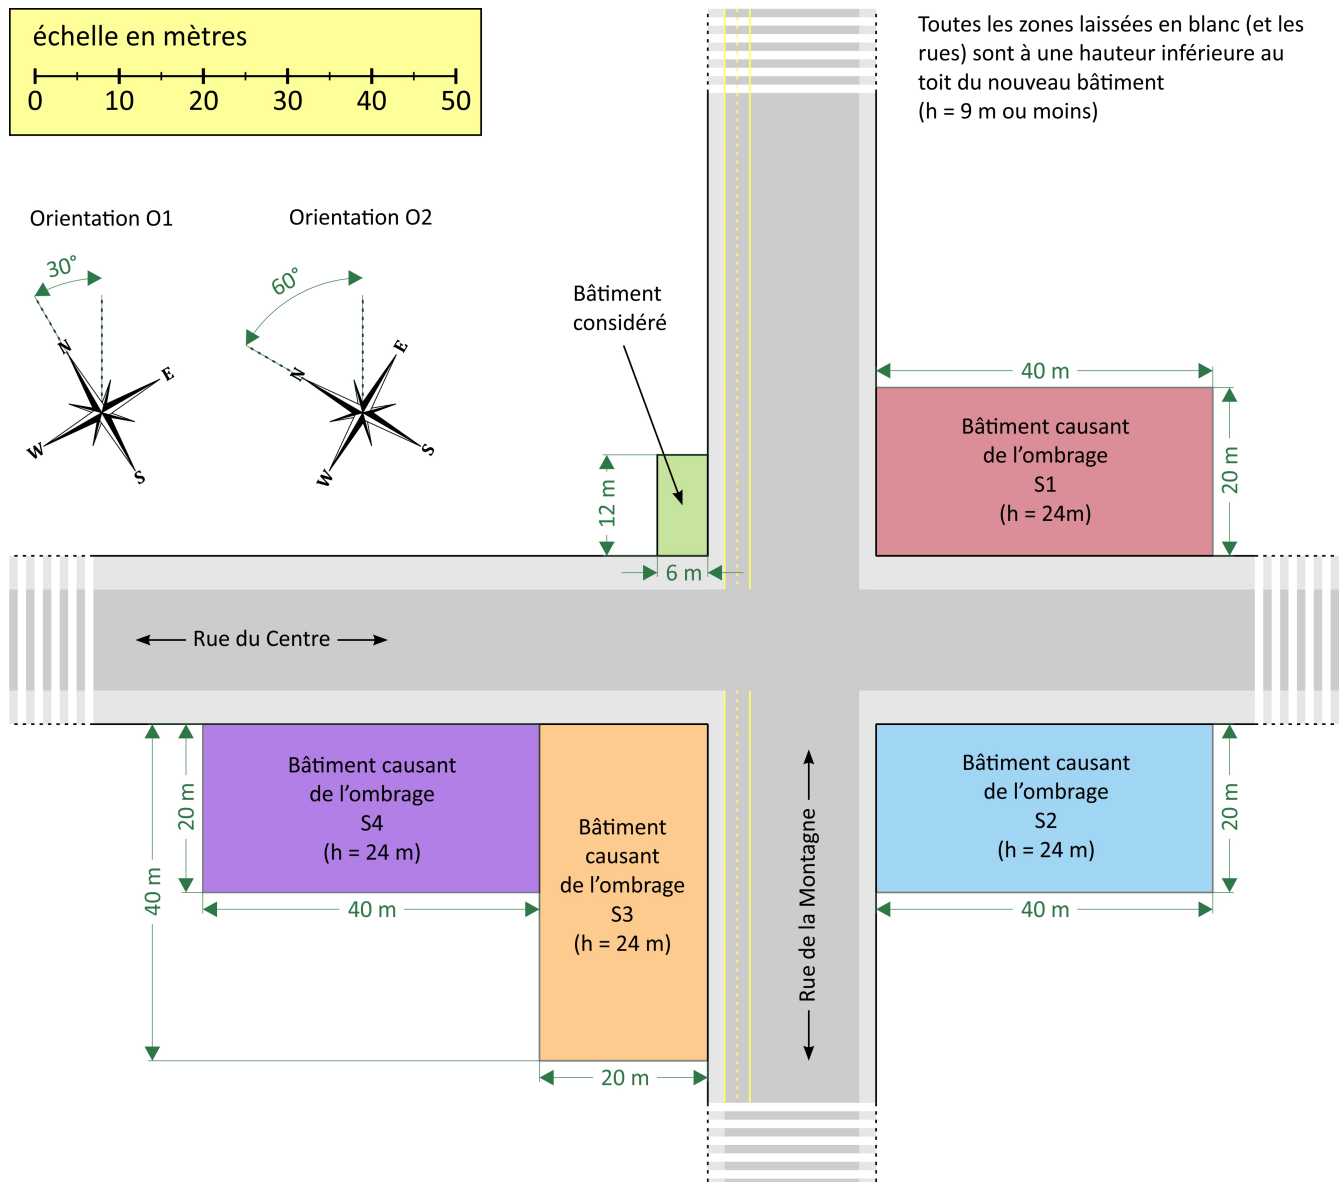 échelle en mètres
0 10 20 30 40 50
Toutes les zones laissées en blanc (et les
rues) sont à une hauteur inférieure au
toit du nouveau bâtiment
(h = 9 m ou moins)
Orientation O1
Orientation O2
30°
60°
N
E
W
S
N
E
W
S
Bâtiment
considéré
12 m
6 m
40 m
Bâtiment causant
de l'ombrage
S1
(h = 24m)
20 m
Rue du Centre
Bâtiment causant
de l'ombrage
S4
(h = 24 m)
20 m
40 m
40 m
Bâtiment
causant
de l'ombrage
S3
(h = 24 m)
20 m
Rue de la Montagne
Bâtiment causant
de l'ombrage
S2
(h = 24 m)
20 m
40 m